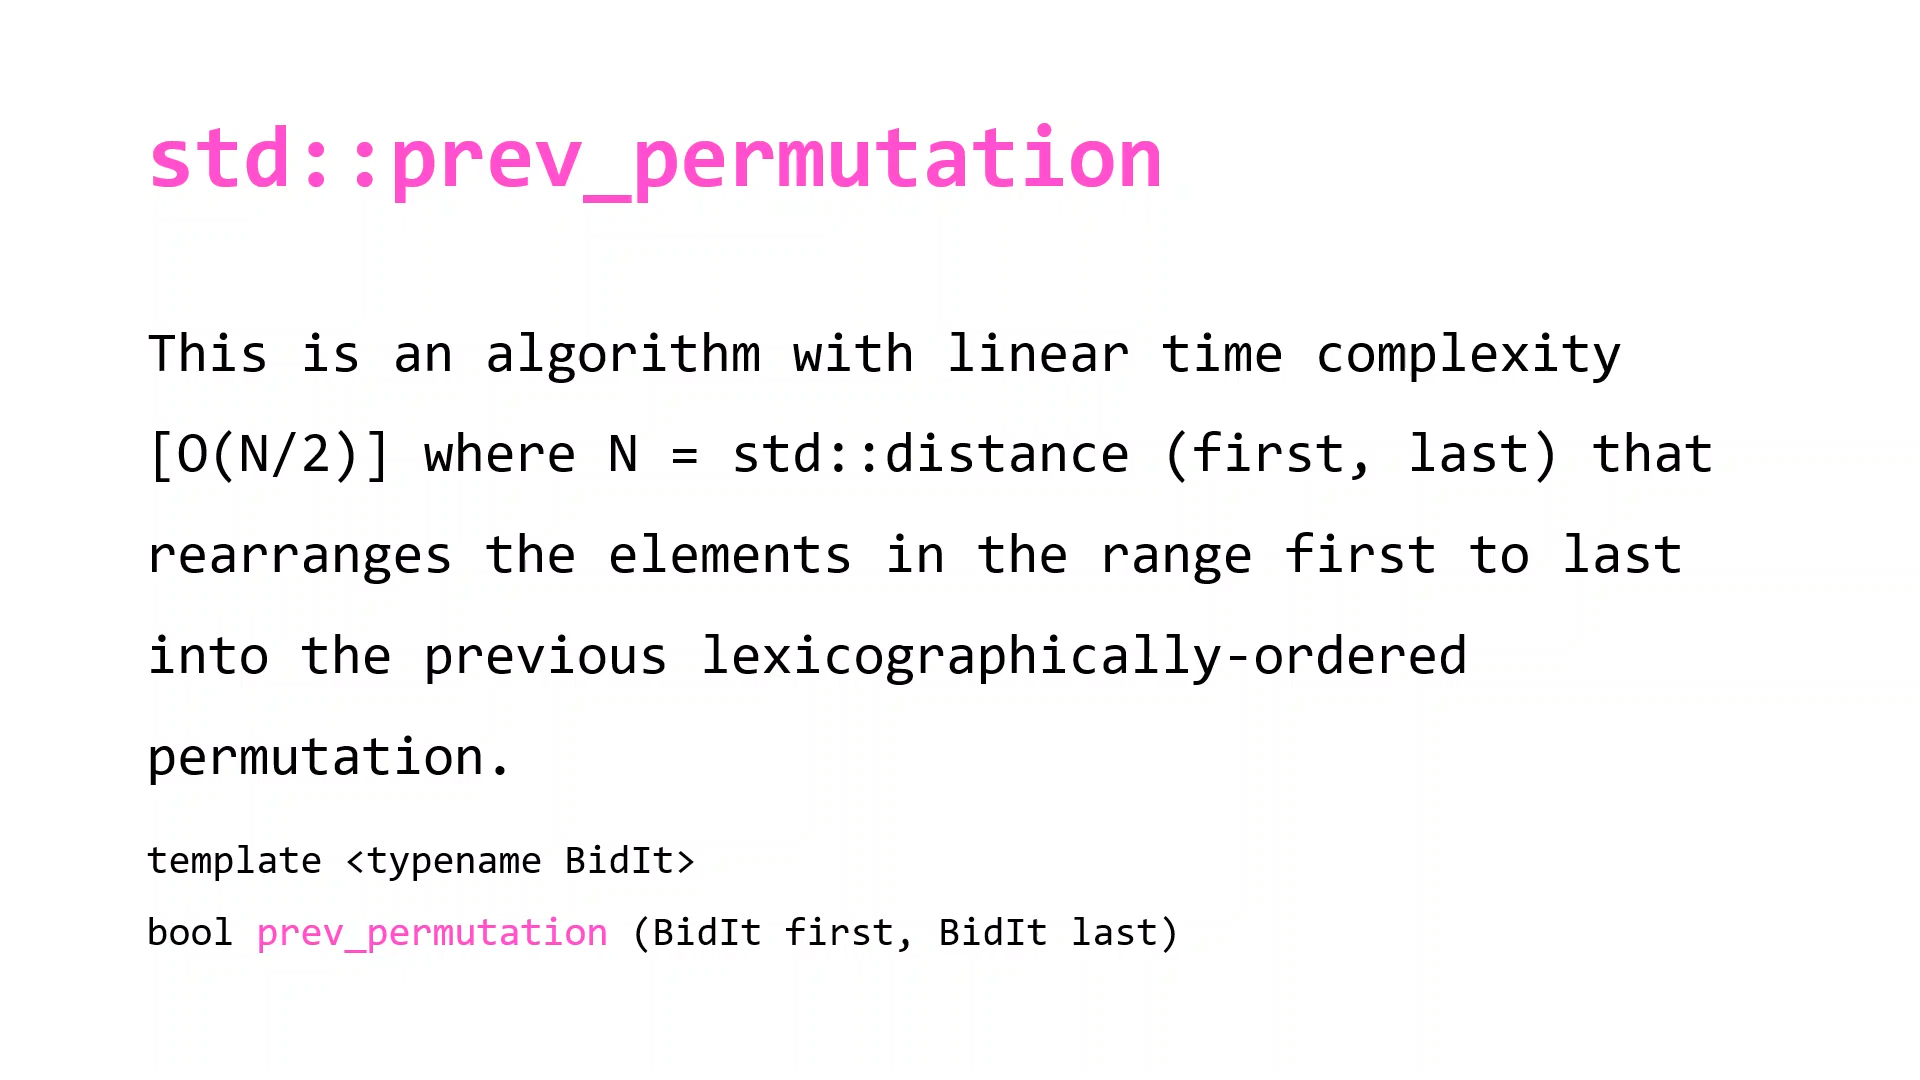 std::prev_permutation
This is an algorithm with linear time complexity
[O(N/2)] where N = std::distance (first, last) that
rearranges the elements in the range first to last
into the previous lexicographically-ordered
permutation.
template <typename BidIt>
bool prev_permutation (BidIt first, BidIt last)